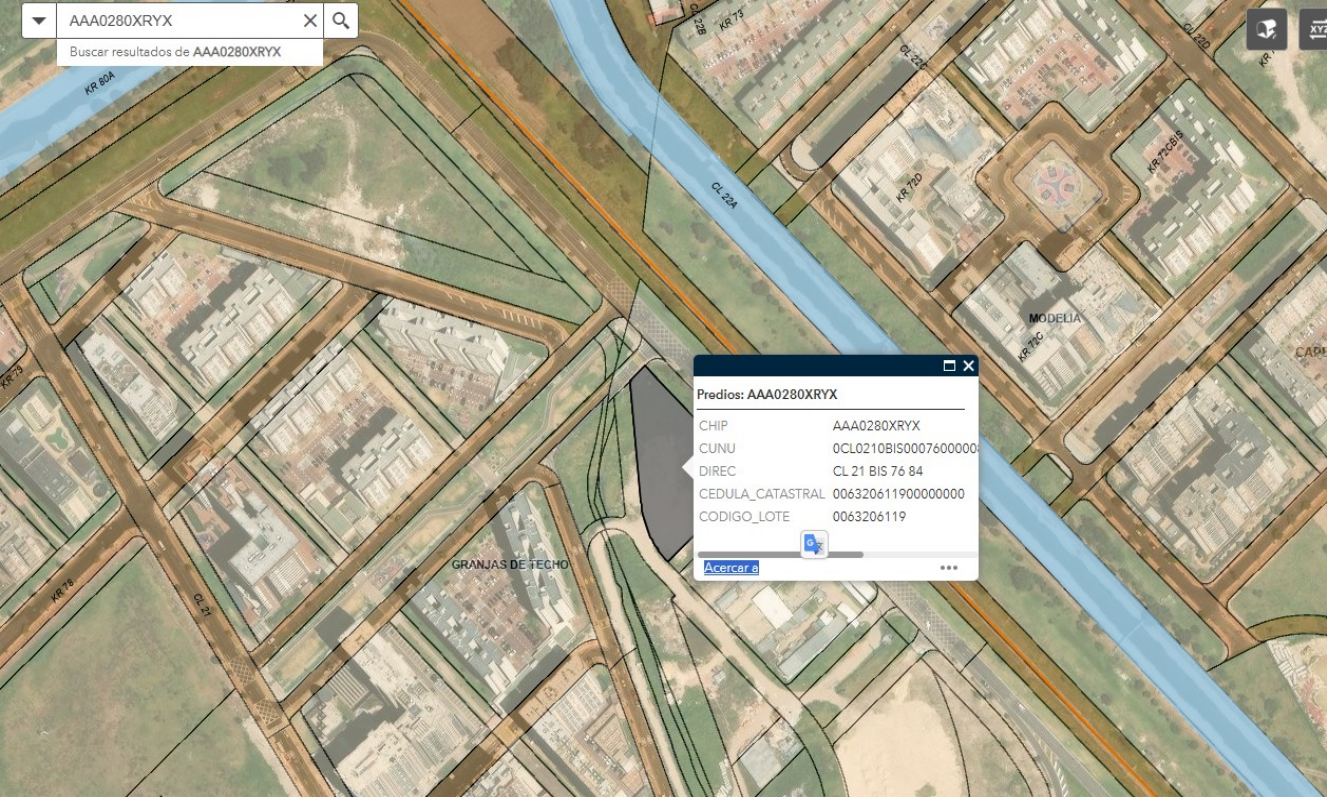 AAA0280XRYX
Buscar resultados de AAA0280XRYX
XYZ
KR 80A
CL 22B
KR 73
CL 22C
CL 22D
CL 22A
KR 72D
KR 72CBIS
MODELIA
KR 72C
KR 79
Predios: AAA0280XRYX
CHIP AAA0280XRYX
CUNU 0CL0210BIS00076000000
DIREC CL 21 BIS 76 84
CEDULA_CATASTRAL 006320611900000000
CODIGO_LOTE 0063206119
Acercar a
GRANJAS DE TECHO
KR 78
CL 21